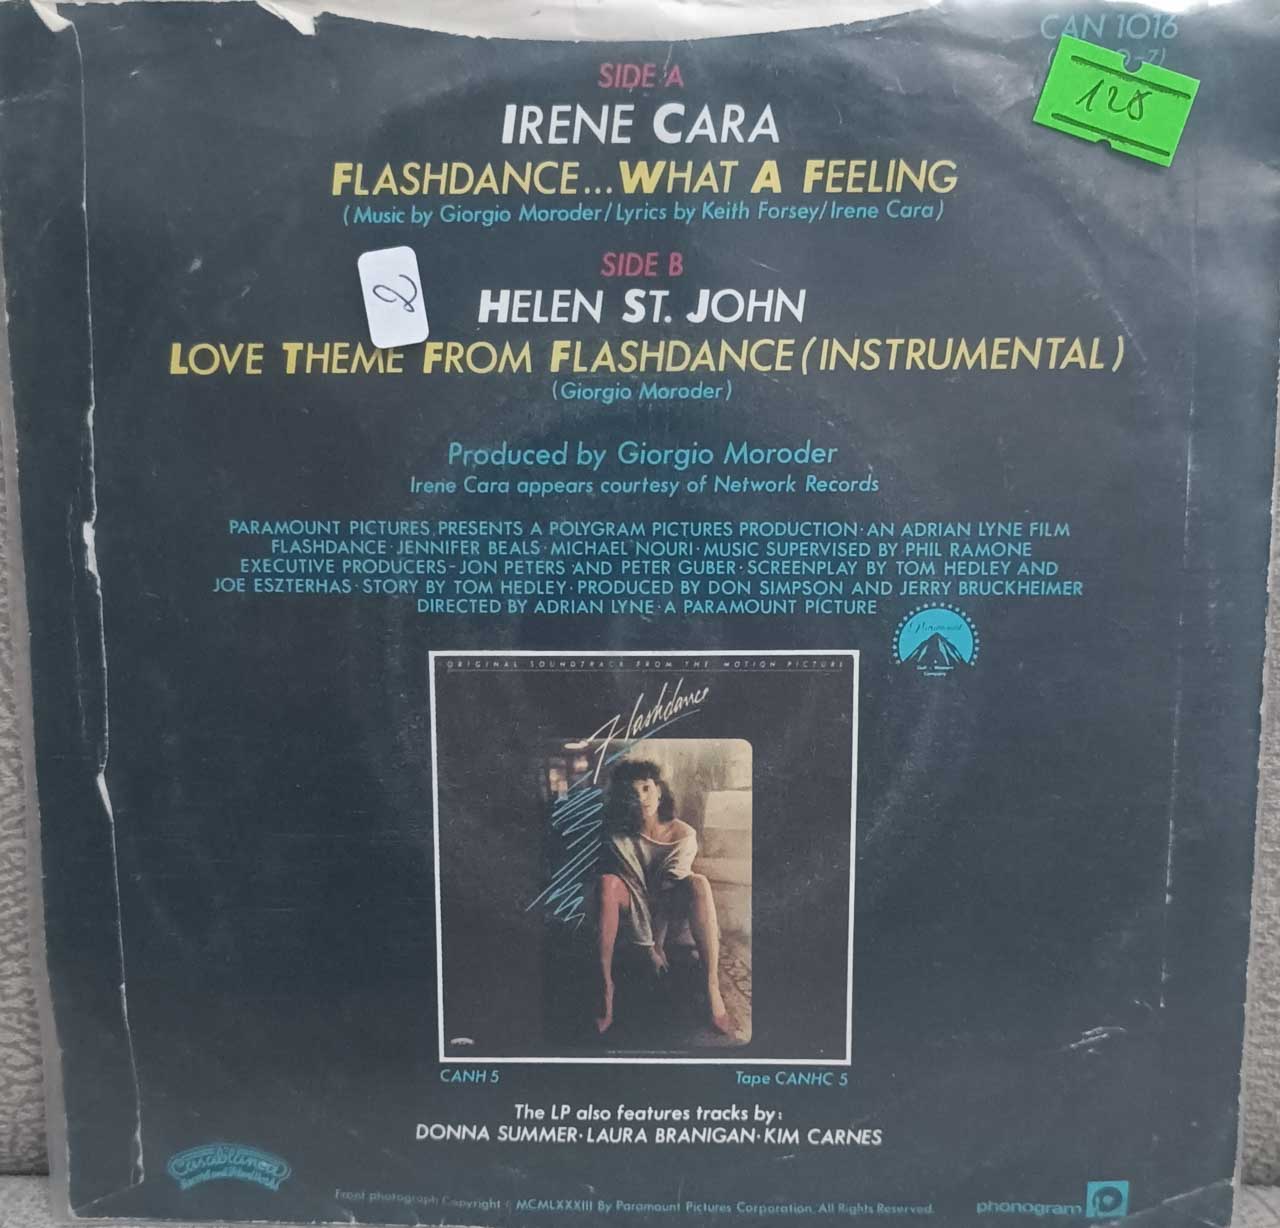 CAN 1016
128
SIDE A
IRENE CARA
FLASHDANCE...WHAT A FEELING
(Music by Giorgio Moroder/Lyrics by Keith Forsey/Irene Cara)
2
SIDE B
HELEN ST. JOHN
LOVE THEME FROM FLASHDANCE (INSTRUMENTAL)
(Giorgio Moroder)
Produced by Giorgio Moroder
Irene Cara appears courtesy of Network Records
PARAMOUNT PICTURES PRESENTS A POLYGRAM PICTURES PRODUCTION·AN ADRIAN LYNE FILM
FLASHDANCE·JENNIFER BEALS·MICHAEL NOURI·MUSIC SUPERVISED BY PHIL RAMONE
EXECUTIVE PRODUCERS-JON PETERS AND PETER GUBER·SCREENPLAY BY TOM HEDLEY AND
JOE ESZTERHAS·STORY BY TOM HEDLEY·PRODUCED BY DON SIMPSON AND JERRY BRUCKHEIMER
DIRECTED BY ADRIAN LYNE·A PARAMOUNT PICTURE
Paramount
ORIGINAL SOUNDTRACK FROM THE MOTION PICTURE
Flashdance
CANH 5
Tape CANHC 5
The LP also features tracks by:
DONNA SUMMER·LAURA BRANIGAN·KIM CARNES
Casablanca
Record and FilmWorks
Front photograph Copyright © MCMLXXXIII By Paramount Pictures Corporation. All Rights Reserved.
phonogram